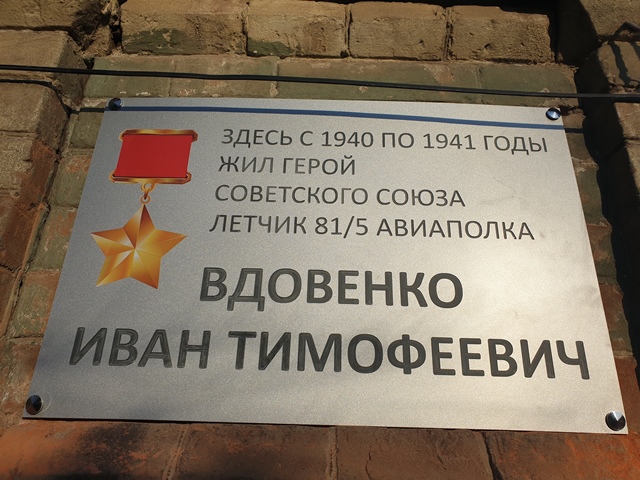 ЗДЕСЬ С 1940 ПО 1941 ГОДЫ
ЖИЛ ГЕРОЙ
СОВЕТСКОГО СОЮЗА
ЛЕТЧИК 81/5 АВИАПОЛКА
ВДОВЕНКО
ИВАН ТИМОФЕЕВИЧ